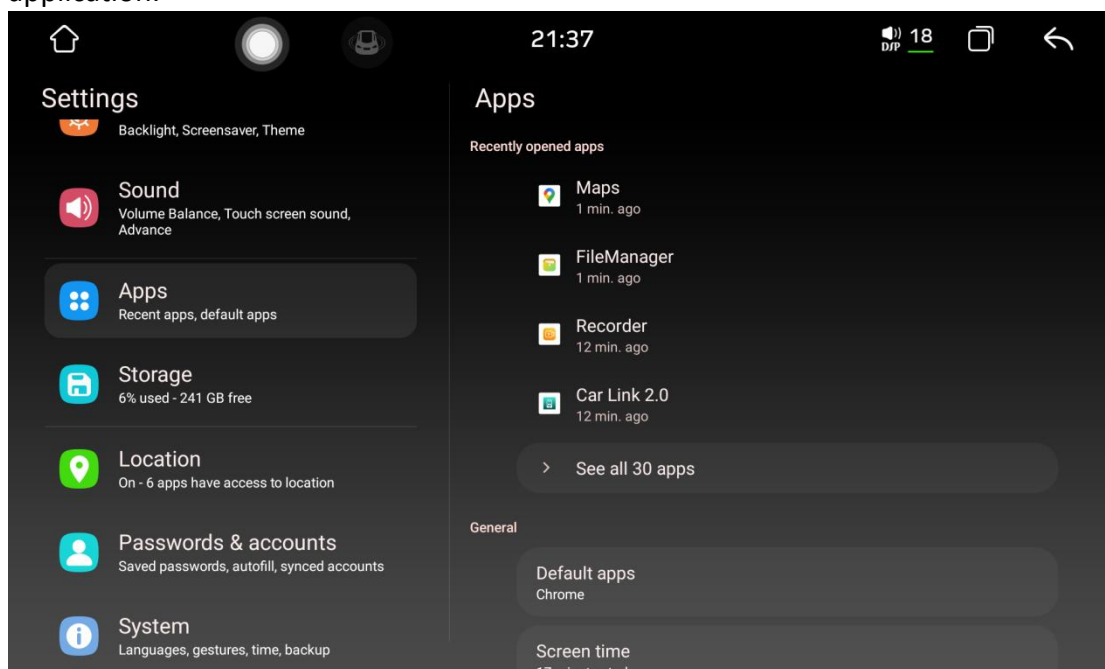 21:37
DSP 18
Settings
Backlight, Screensaver, Theme
Sound
Volume Balance, Touch screen sound,
Advance
Apps
Recent apps, default apps
Storage
6% used - 241 GB free
Location
On - 6 apps have access to location
Passwords & accounts
Saved passwords, autofill, synced accounts
System
Languages, gestures, time, backup
Apps
Recently opened apps
Maps
1 min. ago
FileManager
1 min. ago
Recorder
12 min. ago
Car Link 2.0
12 min. ago
See all 30 apps
General
Default apps
Chrome
Screen time